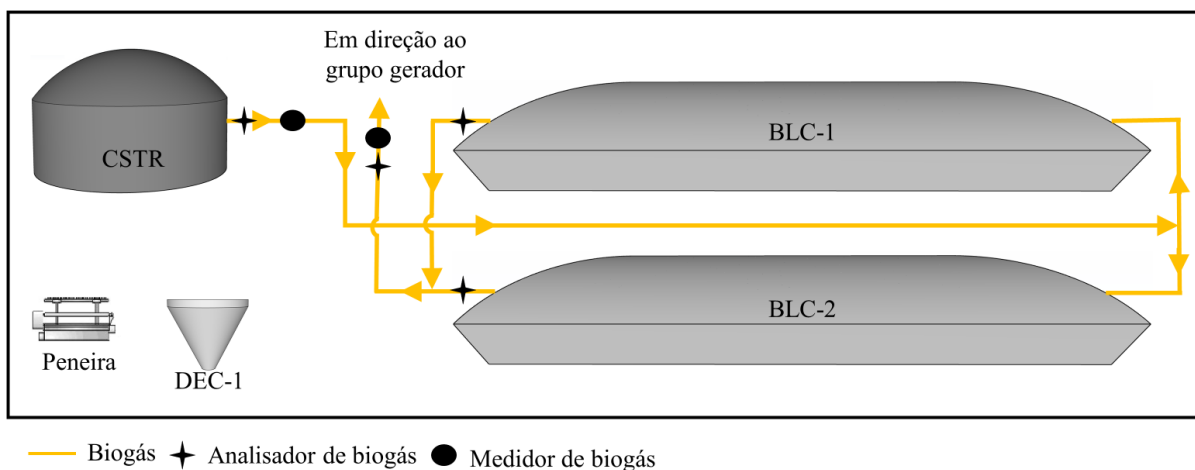 Em direção ao
grupo gerador
CSTR
BLC-1
BLC-2
Peneira
DEC-1
Biogás
Analisador de biogás
Medidor de biogás